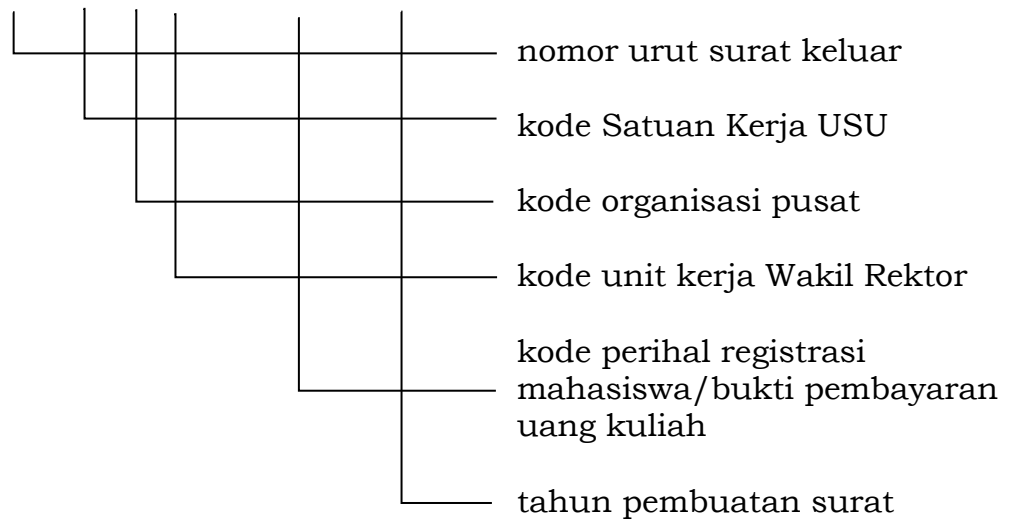 nomor urut surat keluar
kode Satuan Kerja USU
kode organisasi pusat
kode unit kerja Wakil Rektor
kode perihal registrasi
mahasiswa/bukti pembayaran
uang kuliah
tahun pembuatan surat